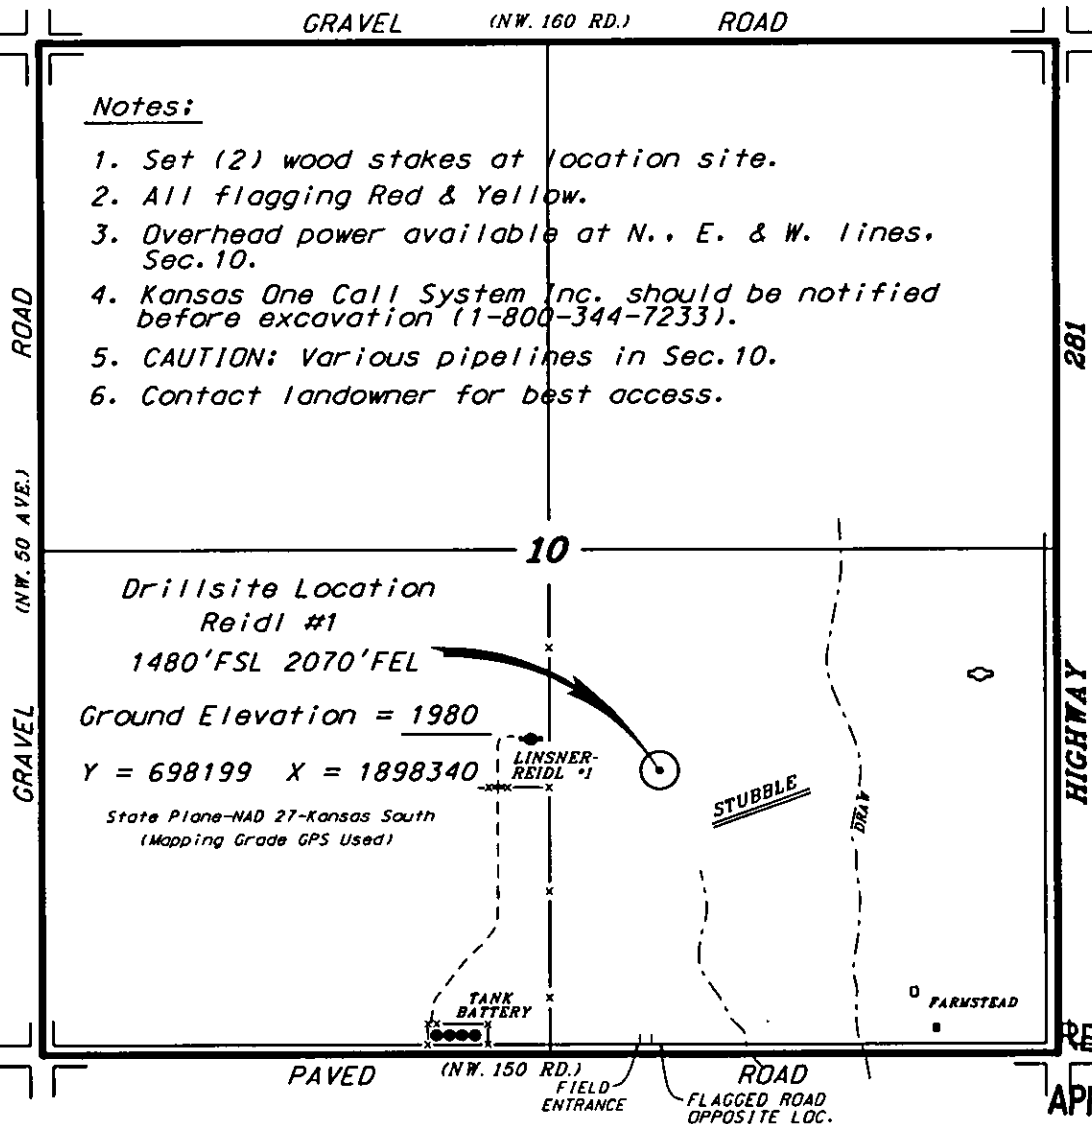 GRAVEL (NW. 160 RD.) ROAD
Notes:
1. Set (2) wood stakes at location site.
2. All flagging Red & Yellow.
3. Overhead power available at N., E. & W. lines,
Sec. 10.
4. Kansas One Call System Inc. should be notified
before excavation (1-800-344-7233).
5. CAUTION: Various pipelines in Sec. 10.
6. Contact landowner for best access.
GRAVEL (NW. 50 AVE.) ROAD
HIGHWAY 281
10
Drillsite Location
Reidl #1
1480'FSL 2070'FEL
Ground Elevation = 1980
Y = 698199 X = 1898340
State Plane-NAD 27-Kansas South
(Mapping Grade GPS Used)
LINSNER-
REIDL #1
STUBBLE
DRAW
TANK
BATTERY
FARMSTEAD
PAVED (NW. 150 RD.) ROAD
FIELD
ENTRANCE
FLAGGED ROAD
OPPOSITE LOC.
RE
AP